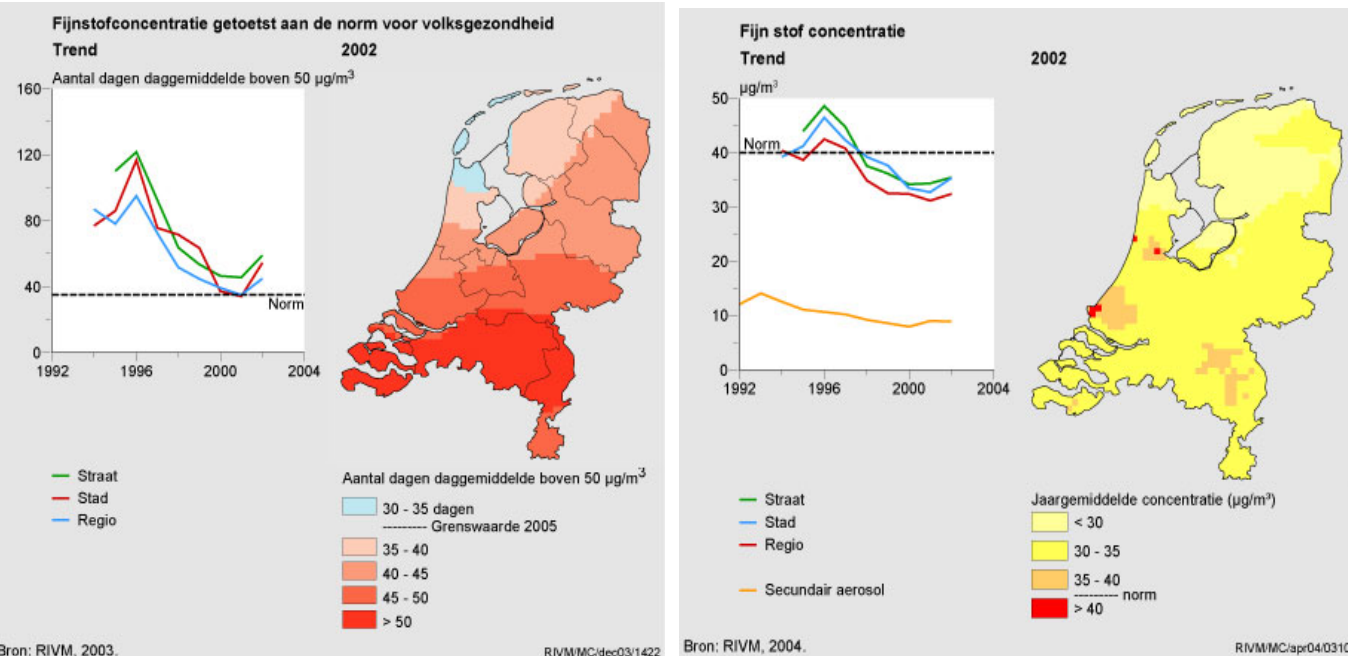 Fijnstofconcentratie getoetst aan de norm voor volksgezondheid
Trend
2002
Aantal dagen daggemiddelde boven 50 µg/m³
160
120
80
40
0
Norm
1992
1996
2000
2004
Straat
Stad
Regio
Aantal dagen daggemiddelde boven 50 µg/m³
30 - 35 dagen
--------- Grenswaarde 2005
35 - 40
40 - 45
45 - 50
> 50
Bron: RIVM, 2003.
RIVM/MC/dec03/1422
Fijn stof concentratie
Trend
2002
µg/m³
50
40
30
20
10
0
Norm
1992
1996
2000
2004
Straat
Stad
Regio
Secundair aerosol
Jaargemiddelde concentratie (µg/m³)
< 30
30 - 35
35 - 40
--------- norm
> 40
Bron: RIVM, 2004.
RIVM/MC/apr04/0310